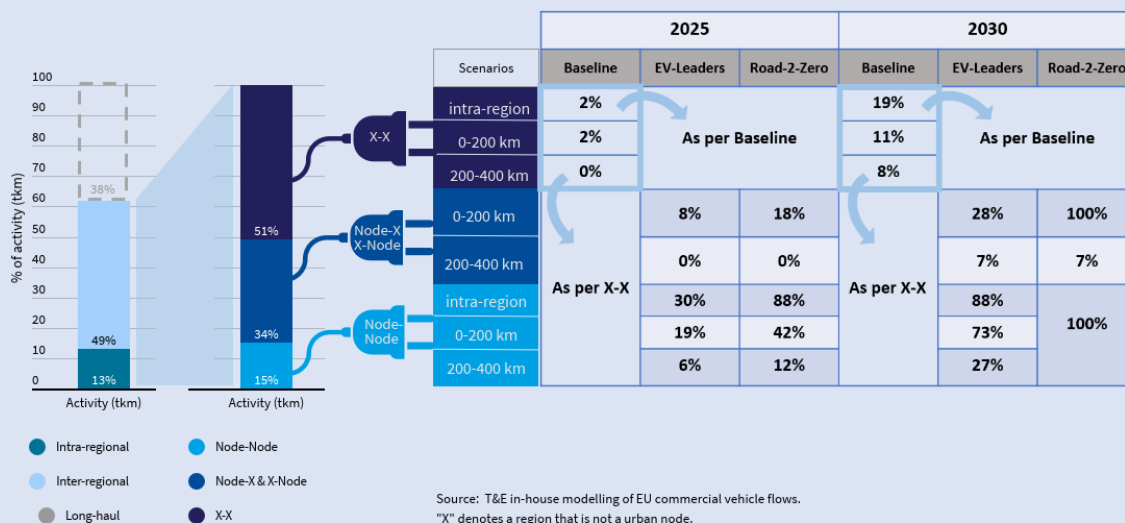 2025 2030
Scenarios Baseline EV-Leaders Road-2-Zero Baseline EV-Leaders Road-2-Zero
% of activity (tkm)
100
90
80
70
60
50
40
30
20
10
0
38%
49%
13%
Activity (tkm)
51%
34%
15%
Activity (tkm)
X-X
Node-X
X-Node
Node-
Node
intra-region 2% 19%
0-200 km 2% As per Baseline 11% As per Baseline
200-400 km 0% 8%
0-200 km 8% 18% 28% 100%
200-400 km 0% 0% 7% 7%
As per X-X As per X-X
intra-region 30% 88% 88%
0-200 km 19% 42% 73% 100%
200-400 km 6% 12% 27%
Intra-regional
Inter-regional
Long-haul
Node-Node
Node-X & X-Node
X-X
Source: T&E in-house modelling of EU commercial vehicle flows.
"X" denotes a region that is not a urban node.